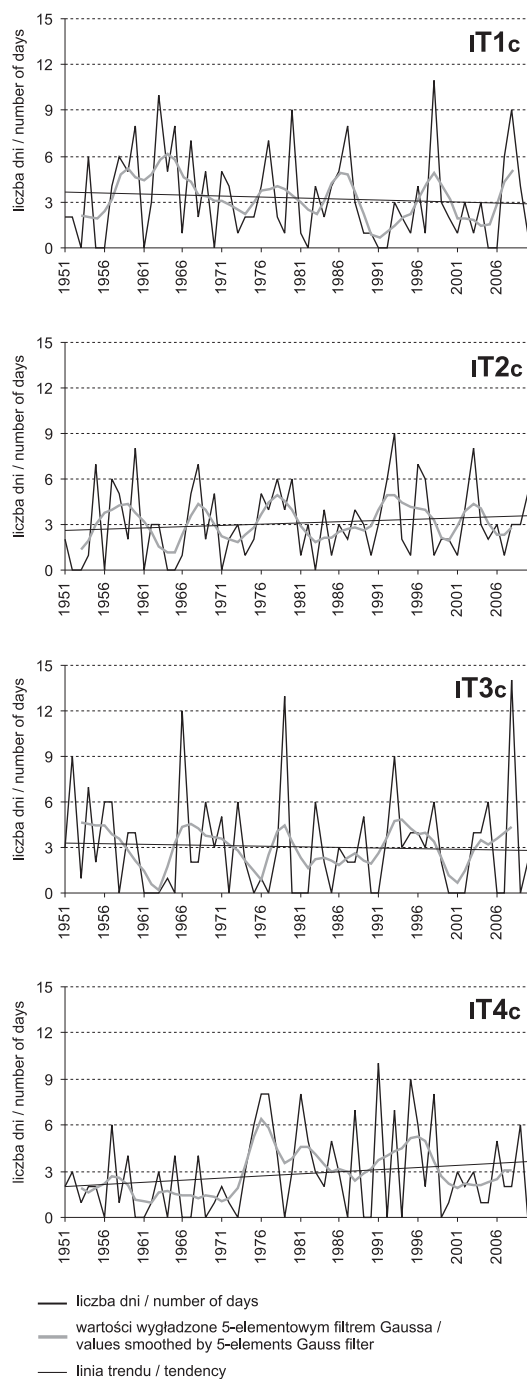 IT1c
liczba dni / number of days
15
12
9
6
3
0
1951 1956 1961 1966 1971 1976 1981 1986 1991 1996 2001 2006
IT2c
liczba dni / number of days
15
12
9
6
3
0
1951 1956 1961 1966 1971 1976 1981 1986 1991 1996 2001 2006
IT3c
liczba dni / number of days
15
12
9
6
3
0
1951 1956 1961 1966 1971 1976 1981 1986 1991 1996 2001 2006
IT4c
liczba dni / number of days
15
12
9
6
3
0
1951 1956 1961 1966 1971 1976 1981 1986 1991 1996 2001 2006
liczba dni / number of days
wartości wygładzone 5-elementowym filtrem Gaussa /
values smoothed by 5-elements Gauss filter
linia trendu / tendency